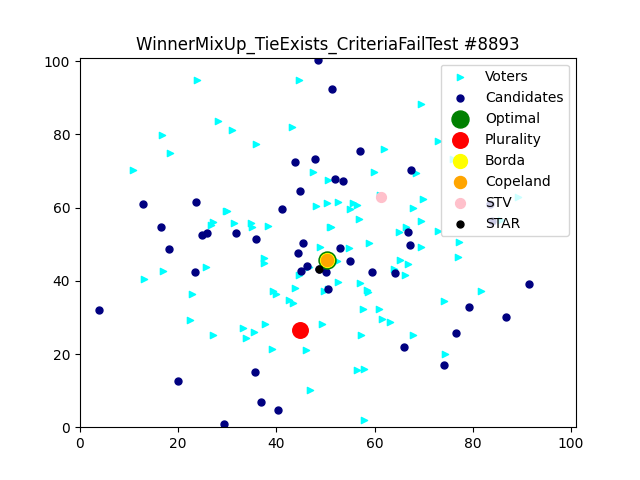 WinnerMixUp_TieExists_CriteriaFailTest #8893
100
80
60
40
20
0
0 20 40 60 80 100
Voters
Candidates
Optimal
Plurality
Borda
Copeland
STV
STAR